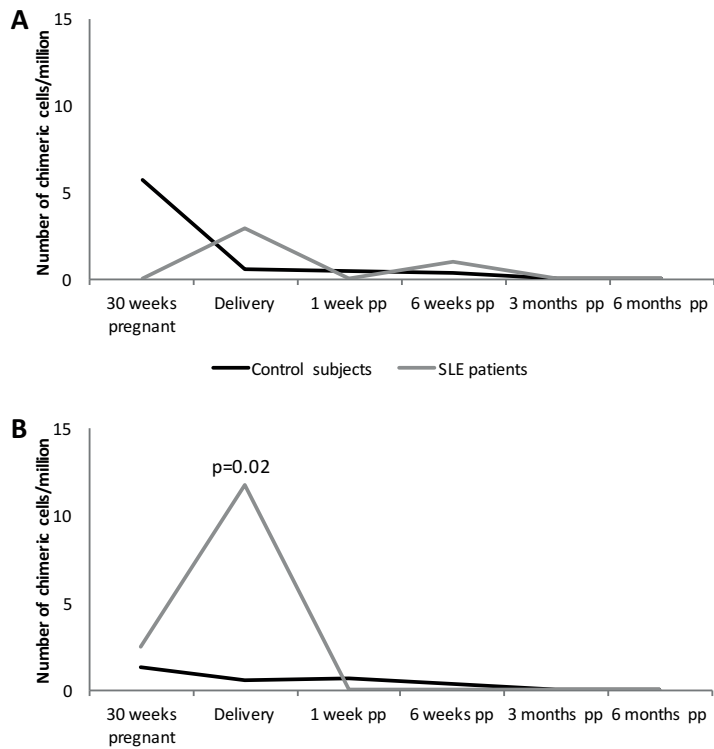 A
Number of chimeric cells/million
15
10
5
0
30 weeks pregnant
Delivery
1 week pp
6 weeks pp
3 months pp
6 months pp
Control subjects
SLE patients
B
Number of chimeric cells/million
15
10
5
0
p=0.02
30 weeks pregnant
Delivery
1 week pp
6 weeks pp
3 months pp
6 months pp